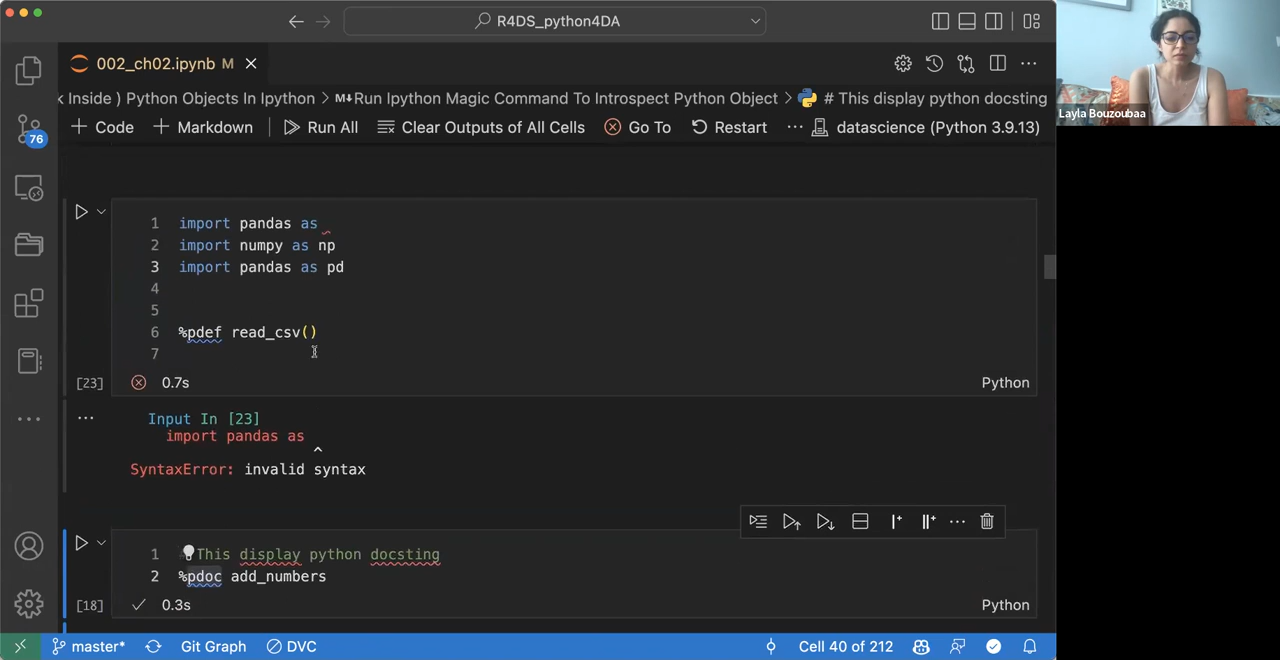 R4DS_python4DA
002_ch02.ipynb M
k Inside ) Python Objects In Ipython > M↓Run Ipython Magic Command To Introspect Python Object > # This display python docsting
+ Code + Markdown | Run All Clear Outputs of All Cells Go To Restart ... datascience (Python 3.9.13)
Layla Bouzoubaa
76
1 import pandas as
2 import numpy as np
3 import pandas as pd
4
5
6 %pdef read_csv()
7
[23] 0.7s Python
Input In [23]
import pandas as
^
SyntaxError: invalid syntax
1 # This display python docsting
2 %pdoc add_numbers
[18] 0.3s Python
master* Git Graph DVC Cell 40 of 212